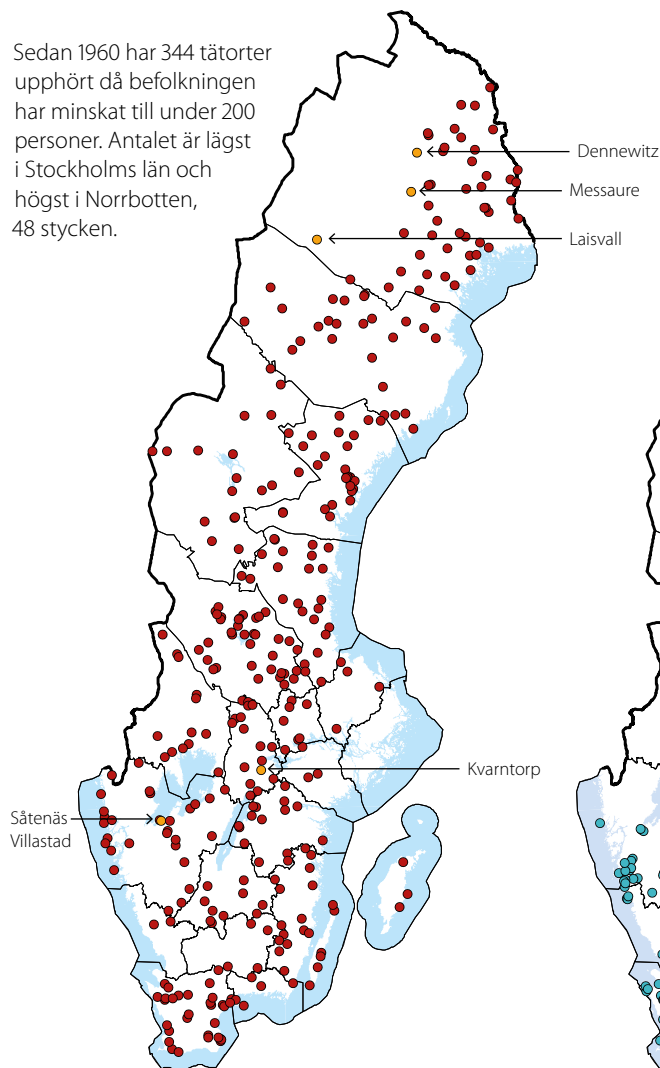 Sedan 1960 har 344 tätorter
upphört då befolkningen
har minskat till under 200
personer. Antalet är lägst
i Stockholms län och
högst i Norrbotten,
48 stycken.
Dennewitz
Messaure
Laisvall
Kvarntorp
Såtenäs
Villastad